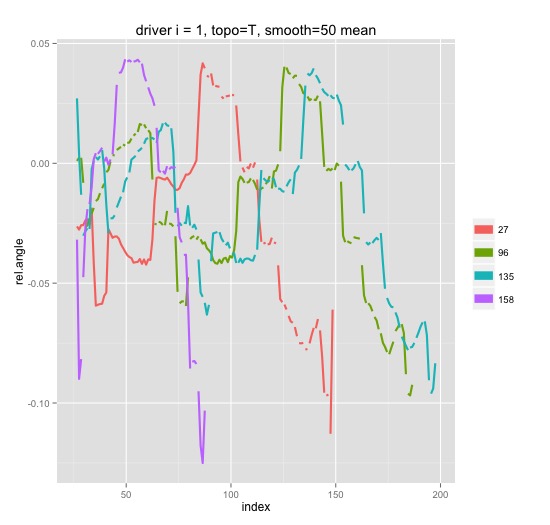 driver i = 1, topo=T, smooth=50 mean
0.05
0.00
-0.05
-0.10
rel.angle
50 100 150 200
index
27
96
135
158